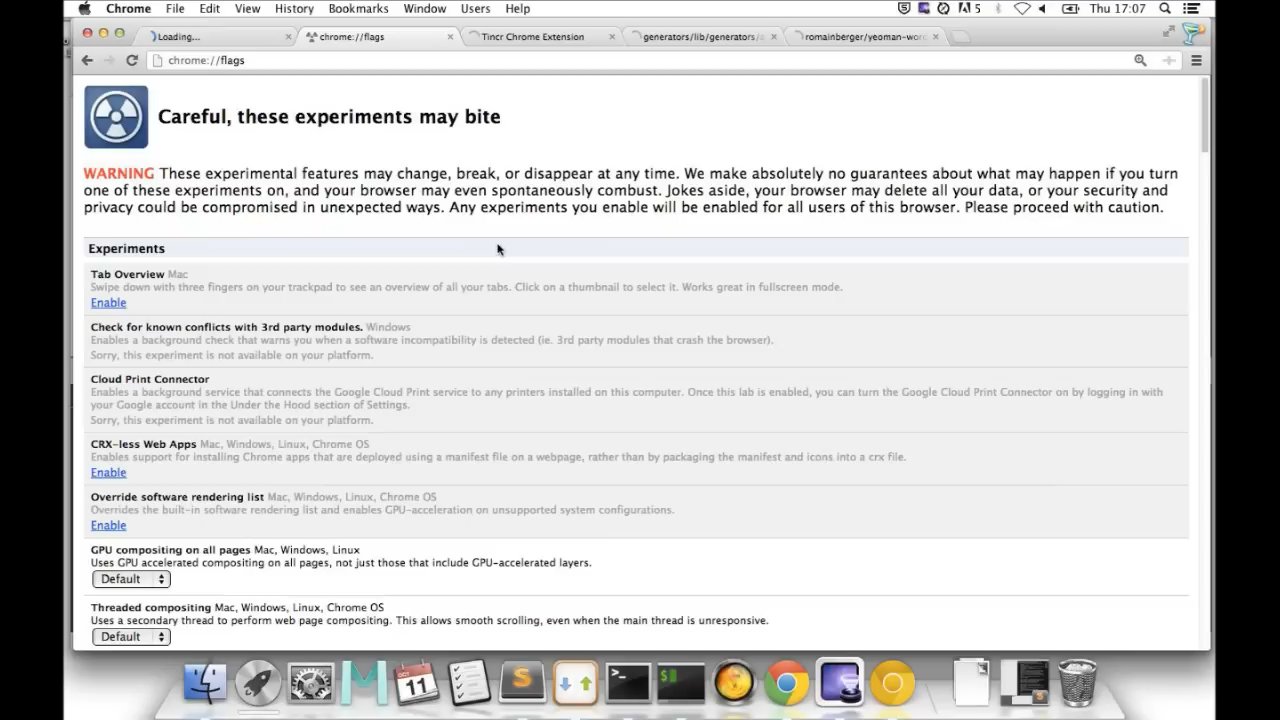 Chrome File Edit View History Bookmarks Window Users Help 5 Thu 17:07
Loading... chrome://flags Tincr Chrome Extension generators/lib/generators/ romainberger/yeoman-wor
chrome://flags
Careful, these experiments may bite
WARNING These experimental features may change, break, or disappear at any time. We make absolutely no guarantees about what may happen if you turn
one of these experiments on, and your browser may even spontaneously combust. Jokes aside, your browser may delete all your data, or your security and
privacy could be compromised in unexpected ways. Any experiments you enable will be enabled for all users of this browser. Please proceed with caution.
Experiments
Tab Overview Mac
Swipe down with three fingers on your trackpad to see an overview of all your tabs. Click on a thumbnail to select it. Works great in fullscreen mode.
Enable
Check for known conflicts with 3rd party modules. Windows
Enables a background check that warns you when a software incompatibility is detected (ie. 3rd party modules that crash the browser).
Sorry, this experiment is not available on your platform.
Cloud Print Connector
Enables a background service that connects the Google Cloud Print service to any printers installed on this computer. Once this lab is enabled, you can turn the Google Cloud Print Connector on by logging in with
your Google account in the Under the Hood section of Settings.
Sorry, this experiment is not available on your platform.
CRX-less Web Apps Mac, Windows, Linux, Chrome OS
Enables support for installing Chrome apps that are deployed using a manifest file on a webpage, rather than by packaging the manifest and icons into a crx file.
Enable
Override software rendering list Mac, Windows, Linux, Chrome OS
Overrides the built-in software rendering list and enables GPU-acceleration on unsupported system configurations.
Enable
GPU compositing on all pages Mac, Windows, Linux
Uses GPU accelerated compositing on all pages, not just those that include GPU-accelerated layers.
Default
Threaded compositing Mac, Windows, Linux, Chrome OS
Uses a secondary thread to perform web page compositing. This allows smooth scrolling, even when the main thread is unresponsive.
Default
11